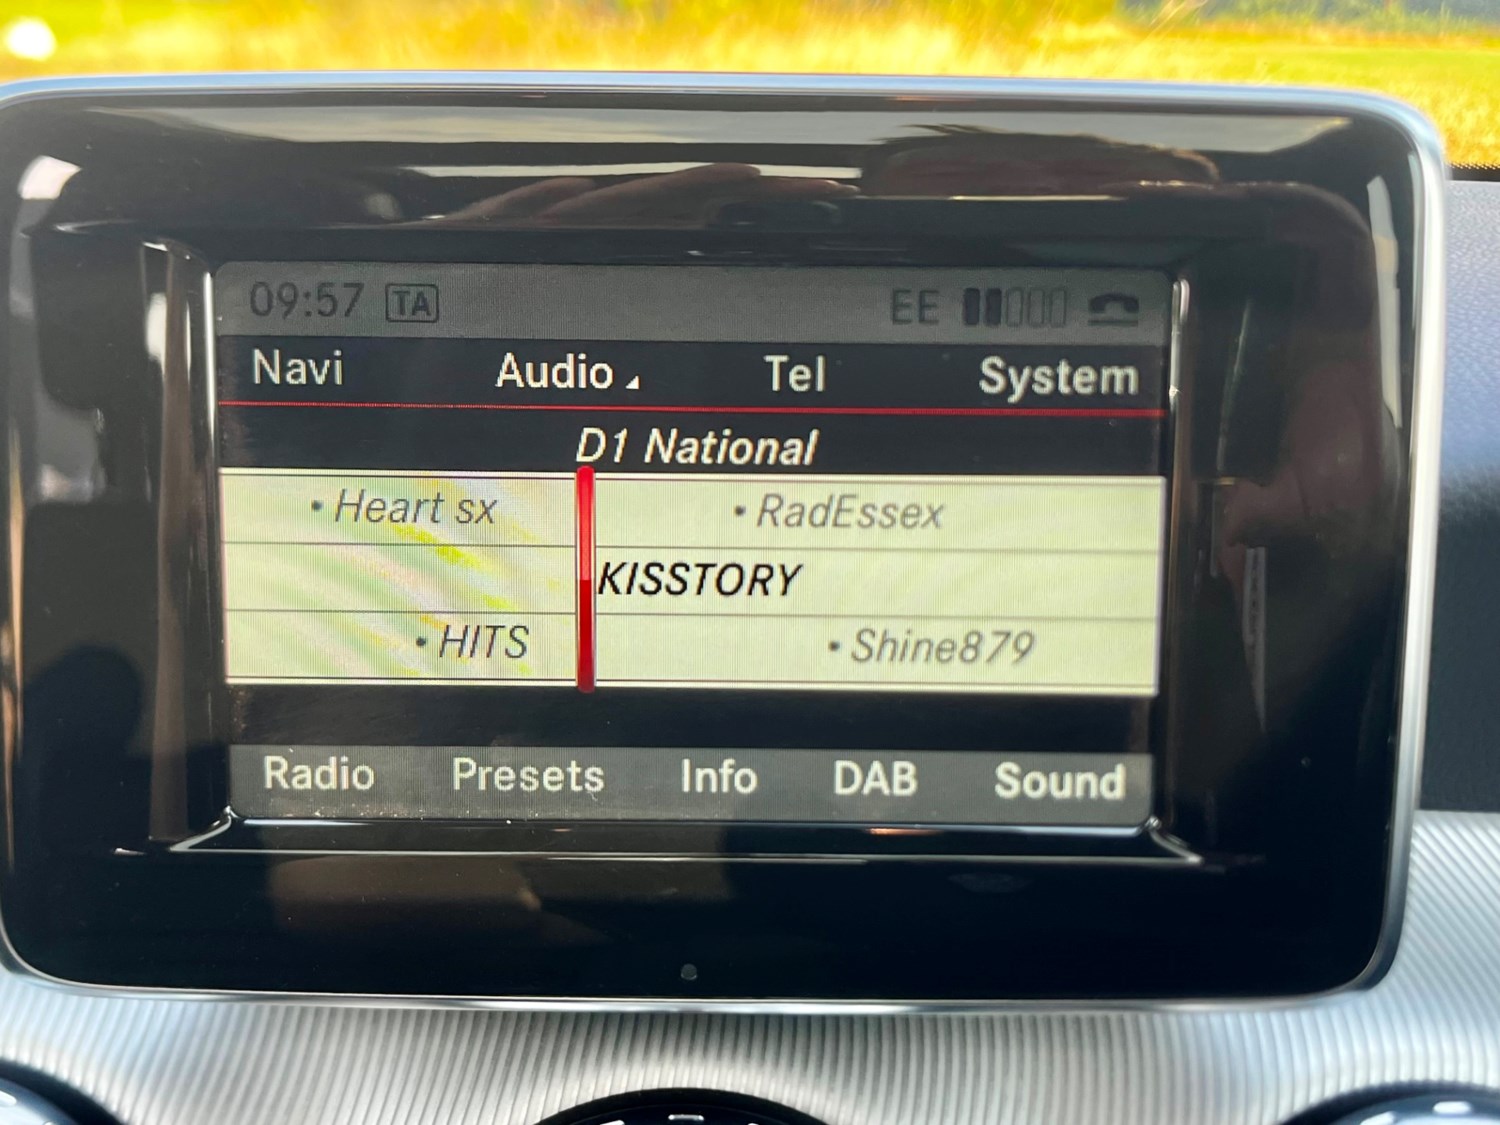 09:57 TA EE
Navi Audio Tel System
D1 National
• Heart sx • RadEssex
KISSTORY
• HITS • Shine879
Radio Presets Info DAB Sound